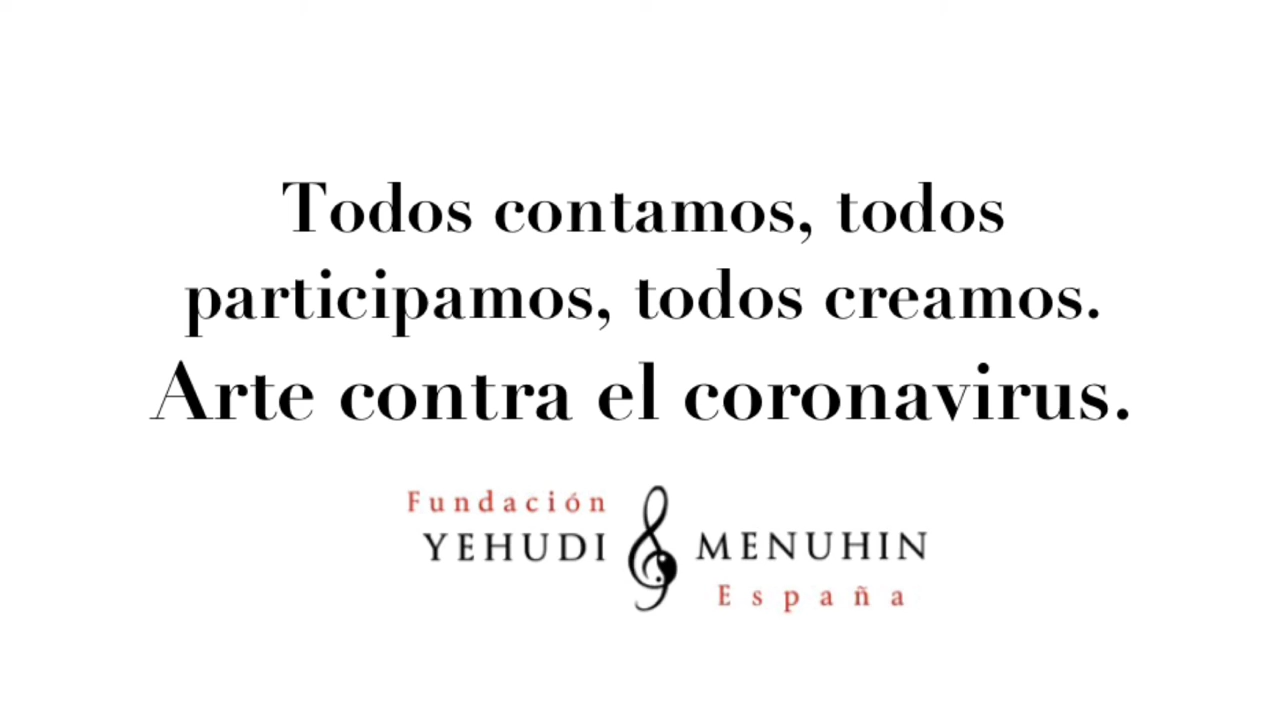 Todos contamos, todos
participamos, todos creamos.
Arte contra el coronavirus.
Fundación
YEHUDI MENUHIN
España